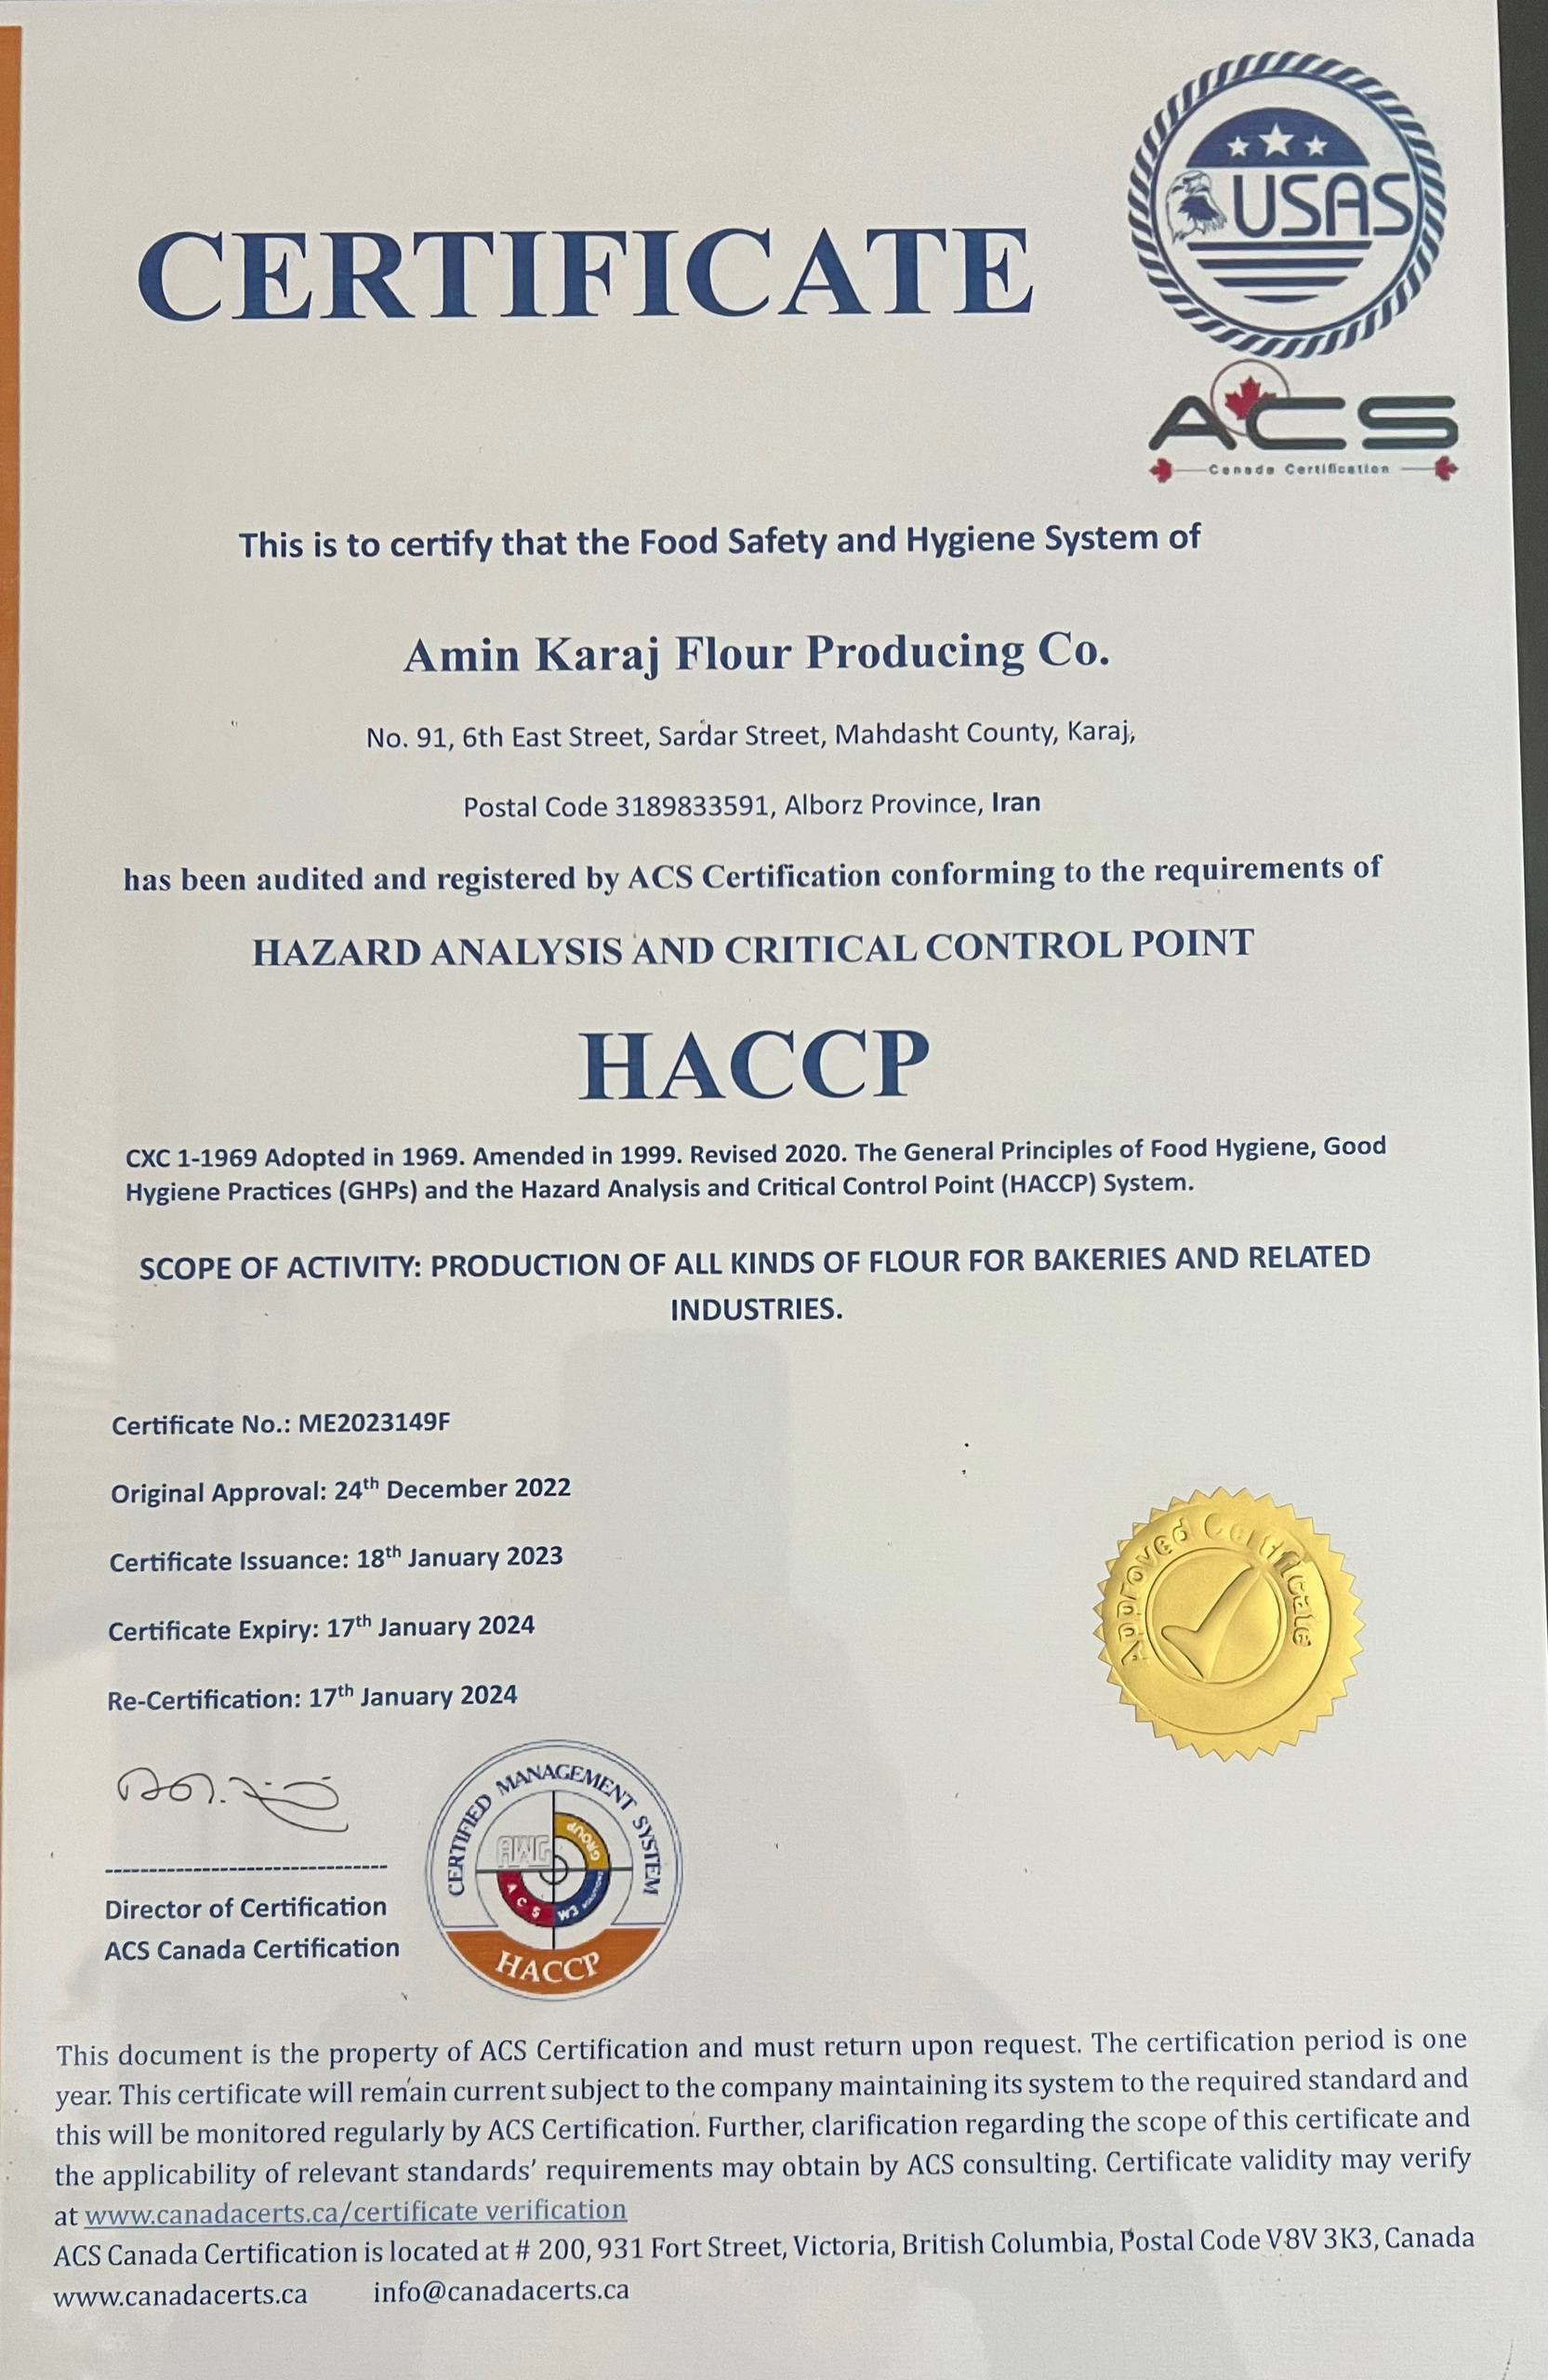 USAS
CERTIFICATE
ACS
Canada Certification
This is to certify that the Food Safety and Hygiene System of
Amin Karaj Flour Producing Co.
No. 91, 6th East Street, Sardar Street, Mahdasht County, Karaj,
Postal Code 3189833591, Alborz Province, Iran
has been audited and registered by ACS Certification conforming to the requirements of
HAZARD ANALYSIS AND CRITICAL CONTROL POINT
HACCP
CXC 1-1969 Adopted in 1969. Amended in 1999. Revised 2020. The General Principles of Food Hygiene, Good
Hygiene Practices (GHPs) and the Hazard Analysis and Critical Control Point (HACCP) System.
SCOPE OF ACTIVITY: PRODUCTION OF ALL KINDS OF FLOUR FOR BAKERIES AND RELATED
INDUSTRIES.
Certificate No.: ME2023149F
Original Approval: 24th December 2022
Certificate Issuance: 18th January 2023
Certificate Expiry: 17th January 2024
Re-Certification: 17th January 2024
Approved Certificate
CERTIFIED MANAGEMENT SYSTEM
AWG
GROUP
ACS
W3
HACCP
--------------------------------
Director of Certification
ACS Canada Certification
This document is the property of ACS Certification and must return upon request. The certification period is one
year. This certificate will remain current subject to the company maintaining its system to the required standard and
this will be monitored regularly by ACS Certification. Further, clarification regarding the scope of this certificate and
the applicability of relevant standards’ requirements may obtain by ACS consulting. Certificate validity may verify
at www.canadacerts.ca/certificate verification
ACS Canada Certification is located at # 200, 931 Fort Street, Victoria, British Columbia, Postal Code V8V 3K3, Canada
www.canadacerts.ca info@canadacerts.ca